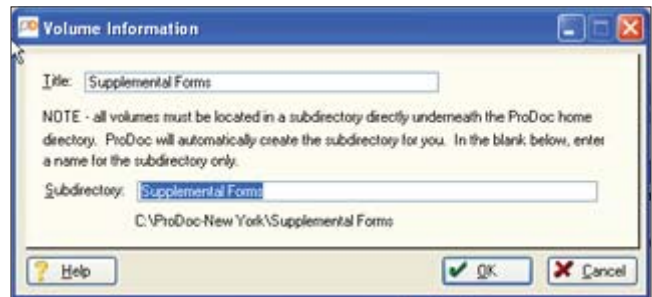 Volume Information
Title: Supplemental Forms
NOTE - all volumes must be located in a subdirectory directly underneath the ProDoc home
directory. ProDoc will automatically create the subdirectory for you. In the blank below, enter
a name for the subdirectory only.
Subdirectory: Supplemental Forms
C:\ProDoc-New York\Supplemental Forms
Help OK Cancel